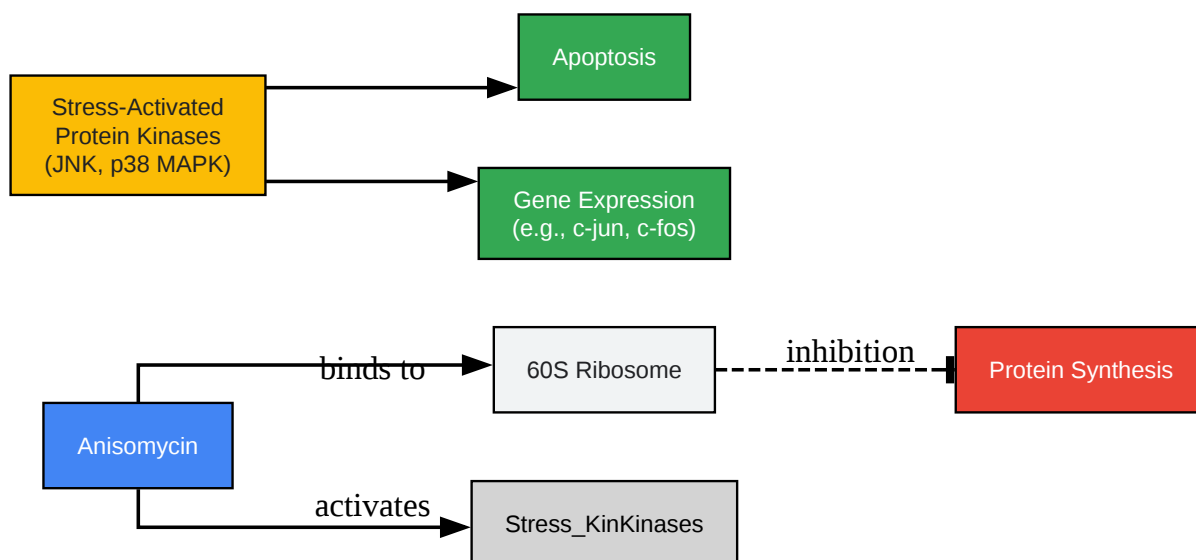 Apoptosis
Stress-Activated
Protein Kinases
(JNK, p38 MAPK)
Gene Expression
(e.g., c-jun, c-fos)
binds to
60S Ribosome
inhibition
Protein Synthesis
Anisomycin
activates
Stress_KinKinases